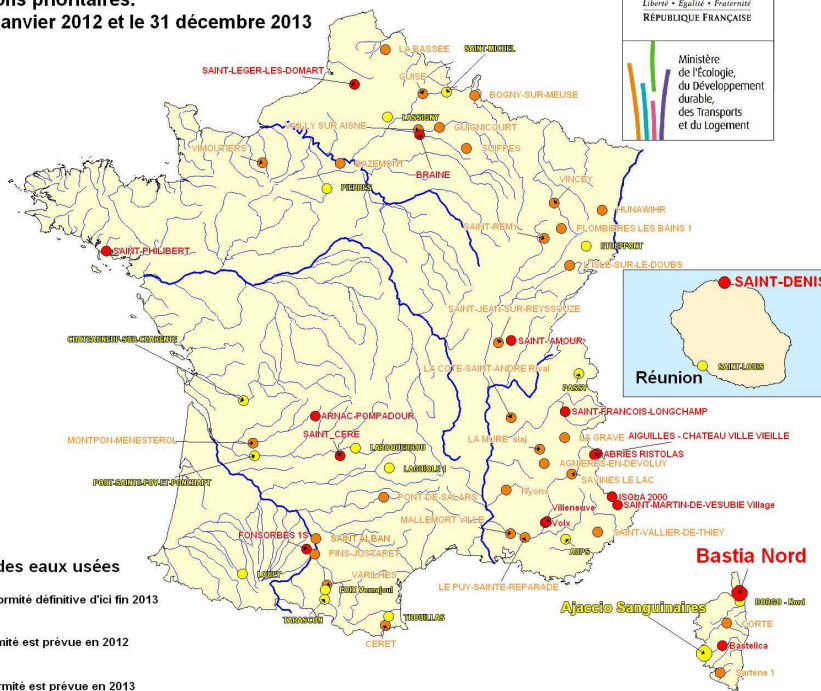 ons prioritaires.
anvier 2012 et le 31 décembre 2013
Liberté • Égalité • Fraternité
RÉPUBLIQUE FRANÇAISE
Ministère
de l'Écologie,
du Développement
durable,
des Transports
et du Logement
LA BASSEE
SAINT-MICHEL
SAINT-LEGER-LES-DOMART
GUISE
BOGNY-SUR-MEUSE
LASSIGNY
SUR AISNE
GUIGNICOURT
VIMOUTIERS
SUIPPES
BAZEMONT
BRAINE
PIERRES
VINCEY
HUNAWIHR
SAINT-REMY
PLOMBIERES LES BAINS 1
SAINT-PHILIBERT
L'ISLE-SUR-LE-DOUBS
SAINT-DENIS
SAINT-JEAN-SUR-REYSSOUZE
CHATEAUNEUF-SUR-CHARENTE
SAINT-AMOUR
SAINT-LOUIS
Réunion
LA COTE-SAINT-ANDRE Rival
PASSY
ARNAC-POMPADOUR
SAINT-FRANCOIS-LONGCHAMP
SAINT_CERE
MONTPON-MENESTEROL
LAROQUEBROU
LA MURE siaj
LA GRAVE
AIGUILLES - CHATEAU VILLE VIEILLE
ABRIES RISTOLAS
LAGUIOLE 1
AGNIERES-EN-DEVOLUY
PORT-SAINTE-FOY-ET-PONCHAPT
SAVINES LE LAC
PONT-DE-SALARS
Nyons
ISOLA 2000
SAINT-MARTIN-DE-VESUBIE Village
Villeneuve
MALLEMORT VILLE
Volx
FONSORBES 1S
SAINT ALBAN
SAINT-VALLIER-DE-THIEY
PINS-JUSTARET
AUPS
Bastia Nord
des eaux usées
VARILHES
LE PUY-SAINTE-REPARADE
FOIX Vernajoul
ormité définitive d'ici fin 2013
BORGO - Nord
Ajaccio Sanguinaires
TARASCON
TROUILLAS
CORTE
mité est prévue en 2012
CERET
Bastelica
Sartène 1
rmité est prévue en 2013